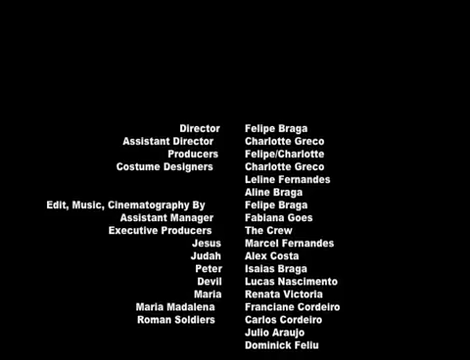 Director Felipe Braga
Assistant Director Charlotte Greco
Producers Felipe/Charlotte
Costume Designers Charlotte Greco
Leline Fernandes
Aline Braga
Edit, Music, Cinematography By Felipe Braga
Assistant Manager Fabiana Goes
Executive Producers The Crew
Jesus Marcel Fernandes
Judah Alex Costa
Peter Isaias Braga
Devil Lucas Nascimento
Maria Renata Victoria
Maria Madalena Franciane Cordeiro
Roman Soldiers Carlos Cordeiro
Julio Araujo
Dominick Feliu